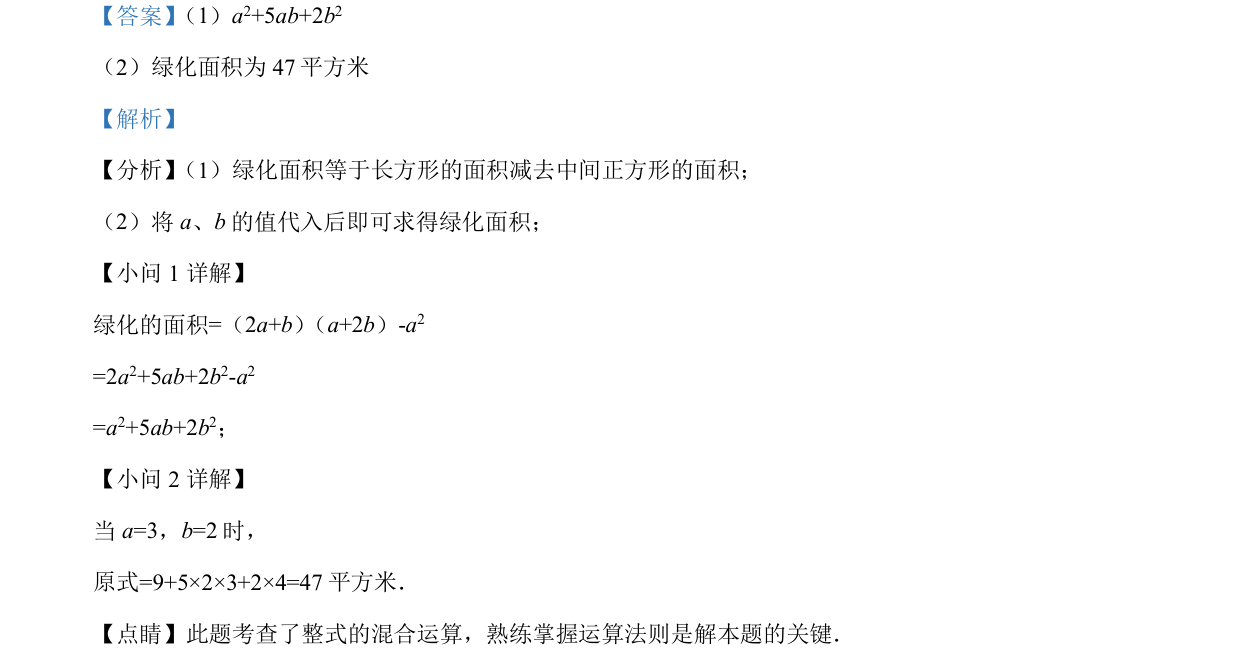 【答案】（1）a²+5ab+2b²
（2）绿化面积为 47 平方米
【解析】
【分析】（1）绿化面积等于长方形的面积减去中间正方形的面积；
（2）将 a、b 的值代入后即可求得绿化面积；
【小问 1 详解】
绿化的面积=（2a+b）（a+2b）-a²
=2a²+5ab+2b²-a²
=a²+5ab+2b²；
【小问 2 详解】
当 a=3，b=2 时，
原式=9+5×2×3+2×4=47 平方米．
【点睛】此题考查了整式的混合运算，熟练掌握运算法则是解本题的关键．